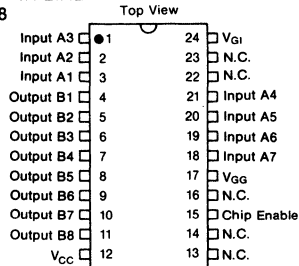 8
Top View
Input A3 1 24 V_GI
Input A2 2 23 N.C.
Input A1 3 22 N.C.
Output B1 4 21 Input A4
Output B2 5 20 Input A5
Output B3 6 19 Input A6
Output B4 7 18 Input A7
Output B5 8 17 V_GG
Output B6 9 16 N.C.
Output B7 10 15 Chip Enable
Output B8 11 14 N.C.
V_CC 12 13 N.C.